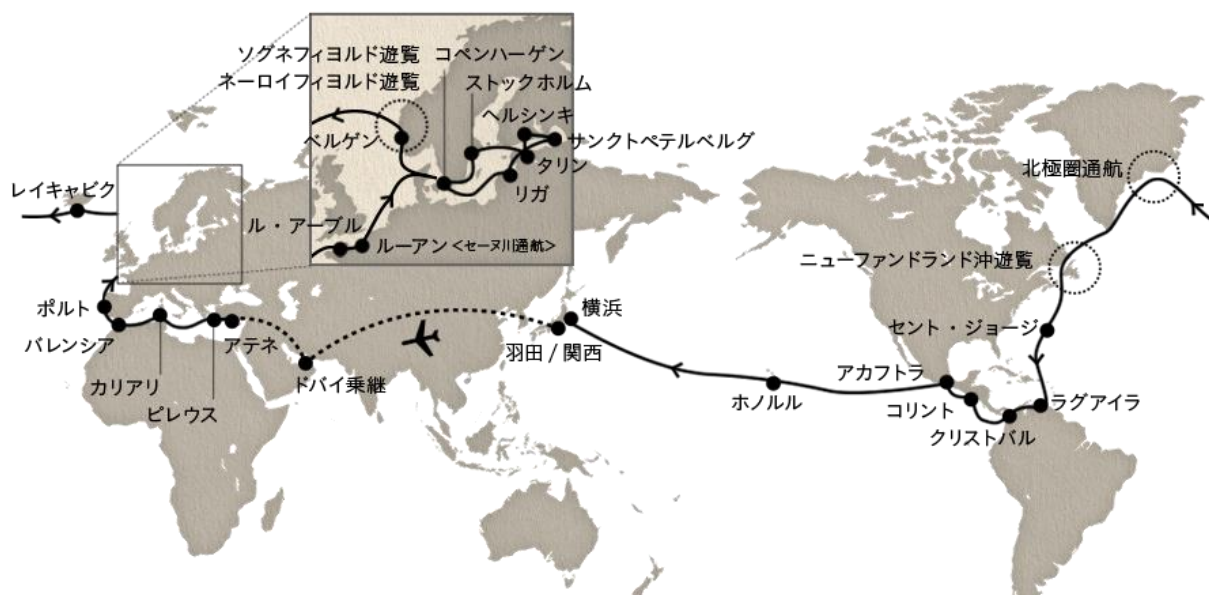 ソグネフィヨルド遊覧
コペンハーゲン
ネーロイフィヨルド遊覧
ストックホルム
ヘルシンキ
ベルゲン
サンクトペテルベルグ
タリン
リガ
レイキャビク
ル・アーブル
ルーアン<セーヌ川通航>
北極圏通航
ニューファンドランド沖遊覧
ポルト
横浜
セント・ジョージ
バレンシア
アテネ
羽田/関西
カリアリ
ドバイ乗継
アカフトラ
ピレウス
ホノルル
コリント
ラグアイラ
クリストバル